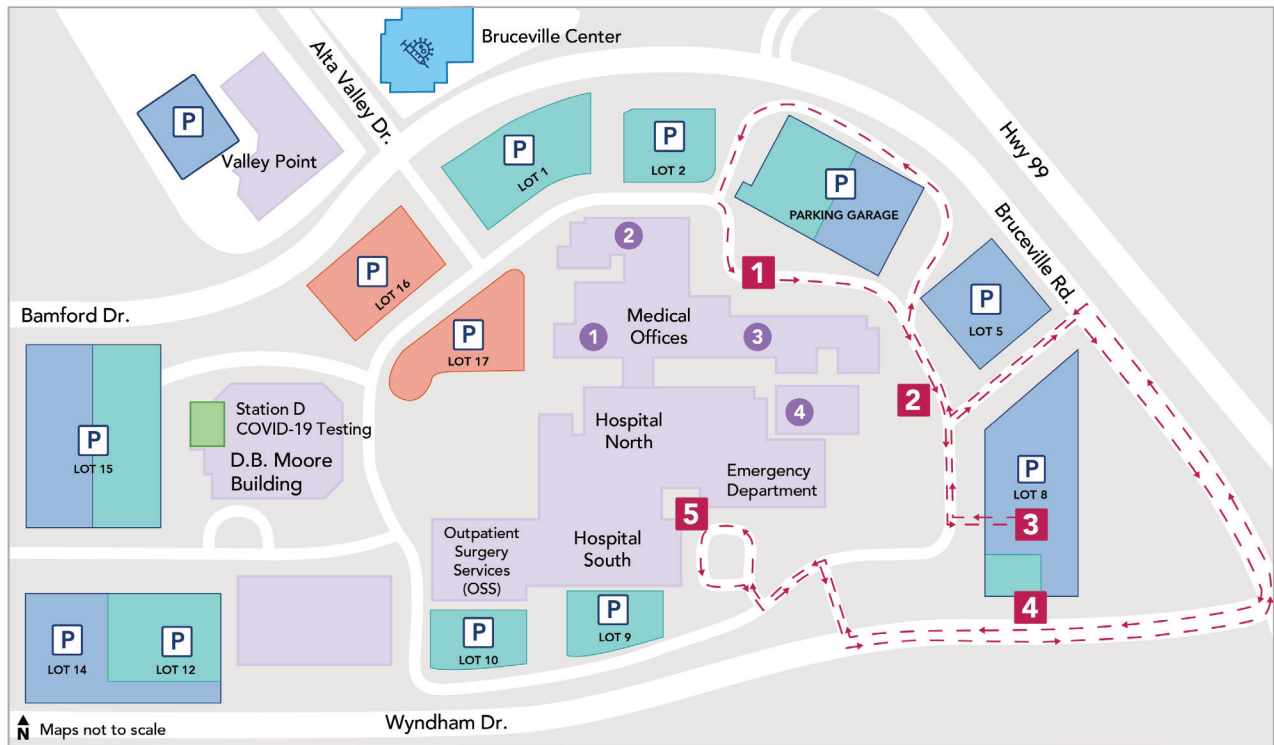 Bruceville Center
Alta Valley Dr.
Hwy 99
P
Valley Point
P
LOT 1
P
LOT 2
P
PARKING GARAGE
Bruceville Rd.
2
1
P
LOT 16
Bamford Dr.
Medical
Offices
1
3
P
LOT 17
P
LOT 5
2
4
Station D
COVID-19 Testing
D.B. Moore
Building
P
LOT 15
Hospital
North
Emergency
Department
P
LOT 8
3
5
Outpatient
Surgery
Services
(OSS)
Hospital
South
4
P
LOT 9
P
LOT 10
P
LOT 14
P
LOT 12
Wyndham Dr.
N
Maps not to scale